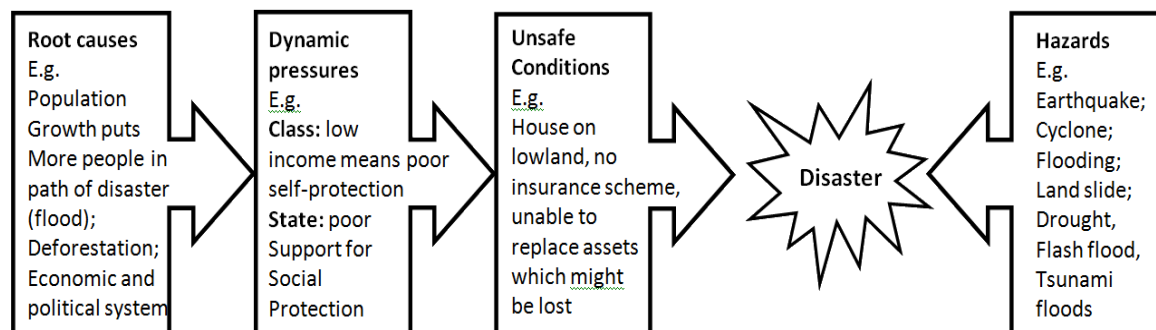 Root causes
E.g.
Population
Growth puts
More people in
path of disaster
(flood);
Deforestation;
Economic and
political system
Dynamic
pressures
E.g.
Class: low
income means poor
self-protection
State: poor
Support for
Social
Protection
Unsafe
Conditions
E.g.
House on
lowland, no
insurance scheme,
unable to
replace assets
which might
be lost
Disaster
Hazards
E.g.
Earthquake;
Cyclone;
Flooding;
Land slide;
Drought,
Flash flood,
Tsunami
floods